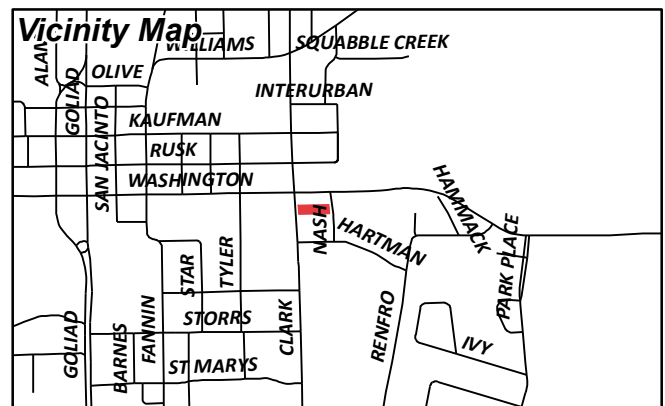 Vicinity Map
WILLIAMS
SQUABBLE CREEK
OLIVE
GOLIAD
INTERURBAN
SAN JACINTO
KAUFMAN
RUSK
WASHINGTON
HAMMACK
NASH
HARTMAN
PARK PLACE
STAR
TYLER
FANNIN
STORRS
CLARK
RENFRO
GOLIAD
BARNES
ST MARYS
IVY